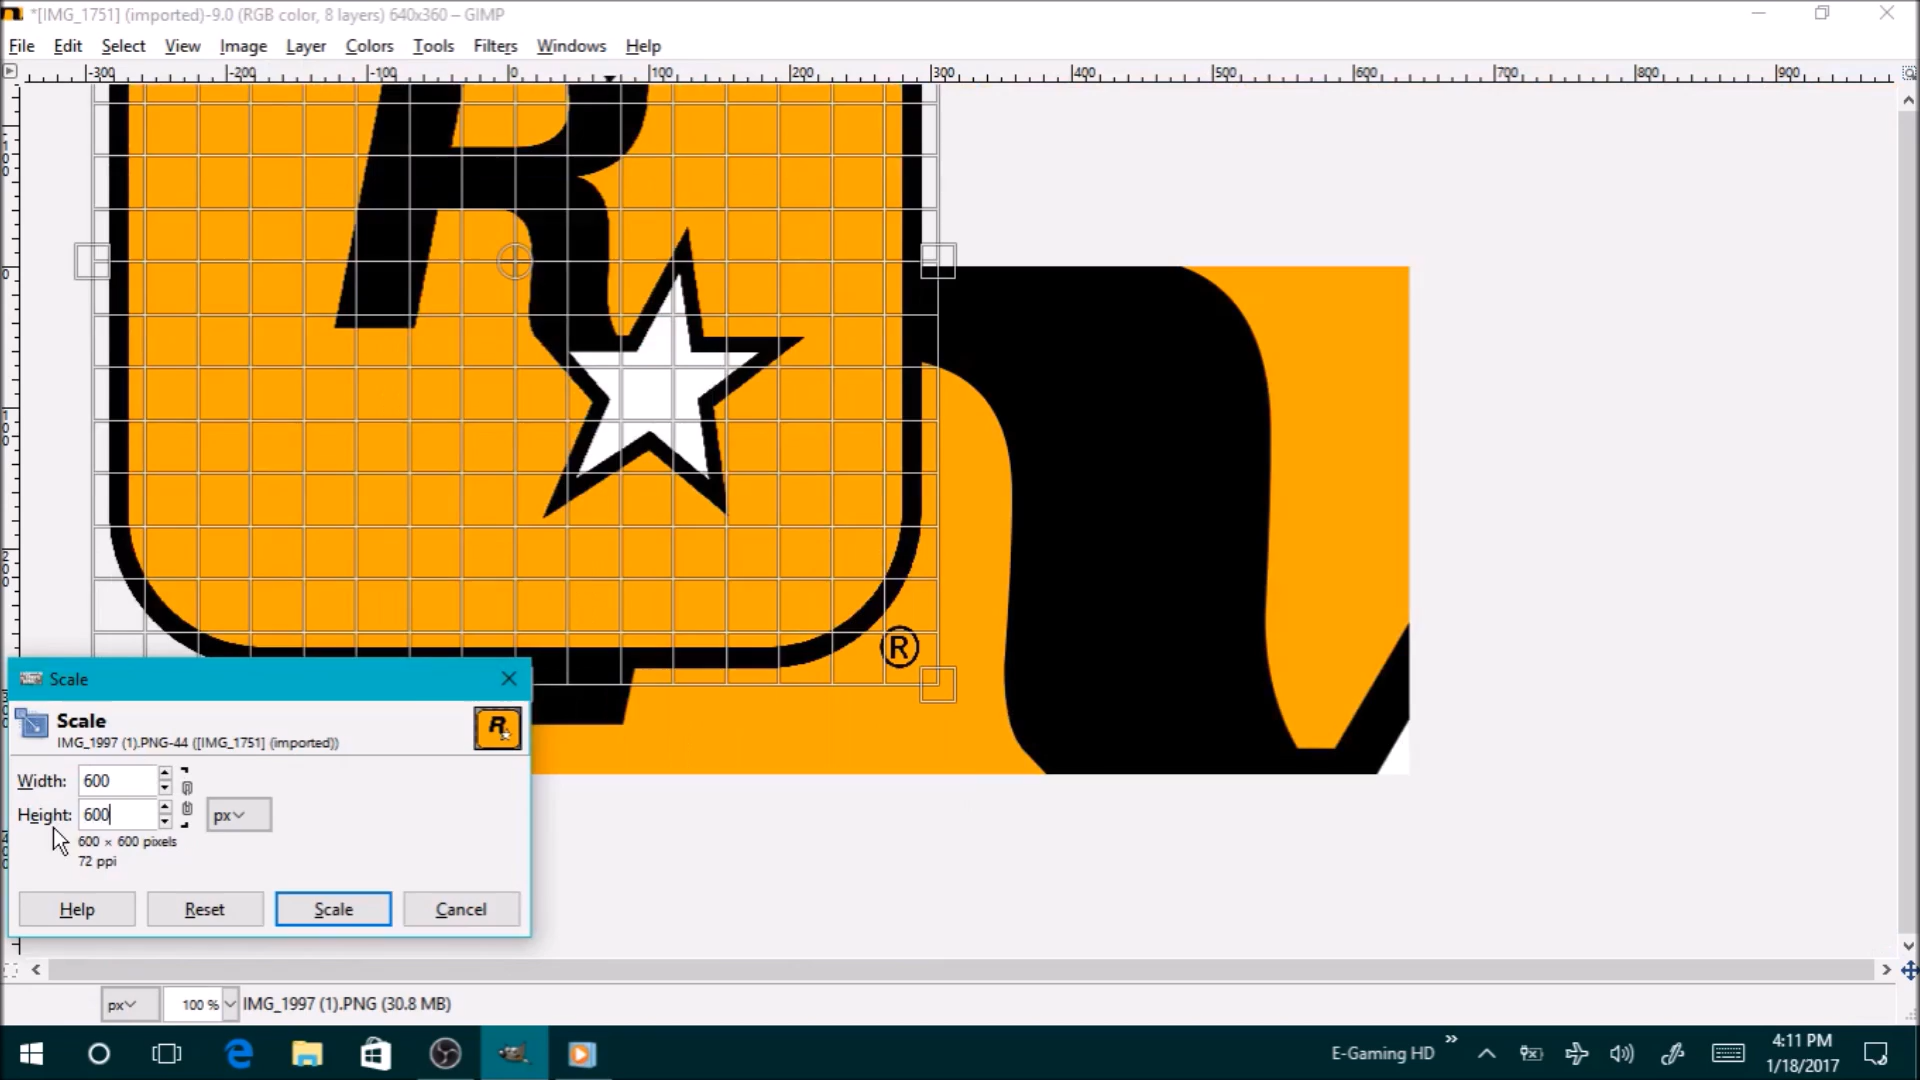 *[IMG_1751] (imported)-9.0 (RGB color, 8 layers) 640x360 – GIMP
File Edit Select View Image Layer Colors Tools Filters Windows Help
-300 -200 -100 0 100 200 300 400 500 600 700 800 900
R
®
Scale
Scale
IMG_1997 (1).PNG-44 ([IMG_1751] (imported))
R
Width: 600
Height: 600 px
600 × 600 pixels
72 ppi
Help Reset Scale Cancel
px 100 % IMG_1997 (1).PNG (30.8 MB)
E-Gaming HD
4:11 PM
1/18/2017